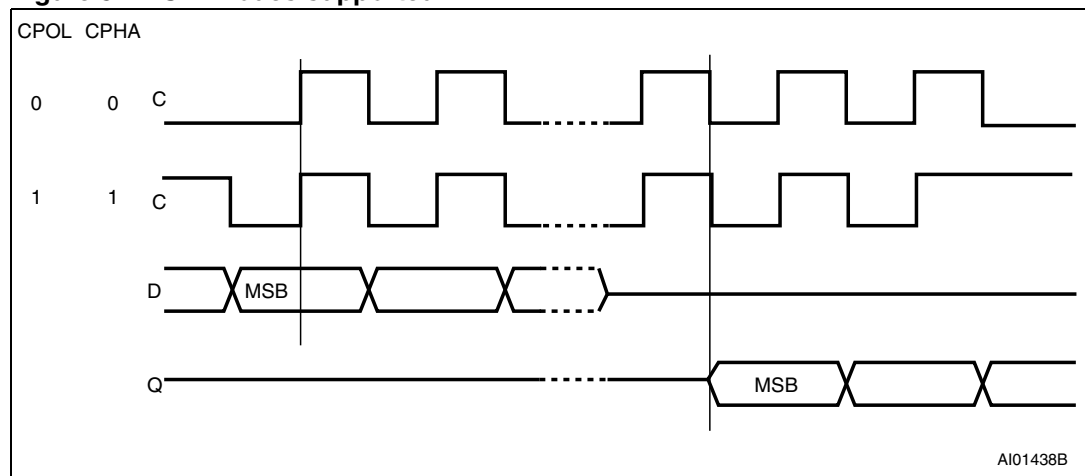 CPOL CPHA
0 0 C
1 1 C
D MSB
Q MSB
AI01438B